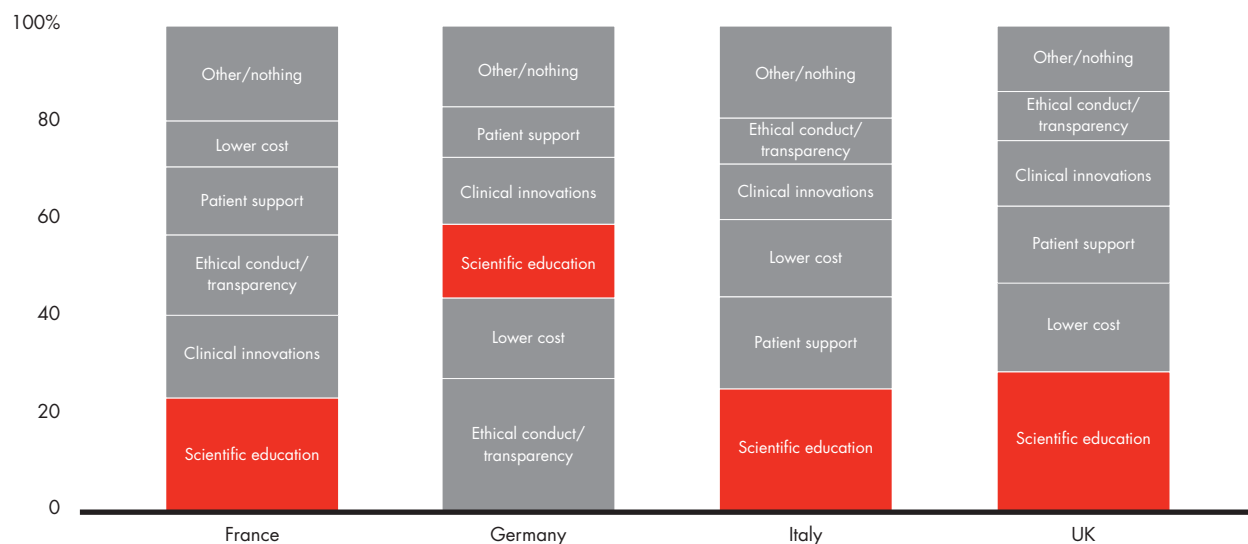 100%
80
60
40
20
0
Other/nothing
Lower cost
Patient support
Ethical conduct/
transparency
Clinical innovations
Scientific education
France
Other/nothing
Patient support
Clinical innovations
Scientific education
Lower cost
Ethical conduct/
transparency
Germany
Other/nothing
Ethical conduct/
transparency
Clinical innovations
Lower cost
Patient support
Scientific education
Italy
Other/nothing
Ethical conduct/
transparency
Clinical innovations
Patient support
Lower cost
Scientific education
UK